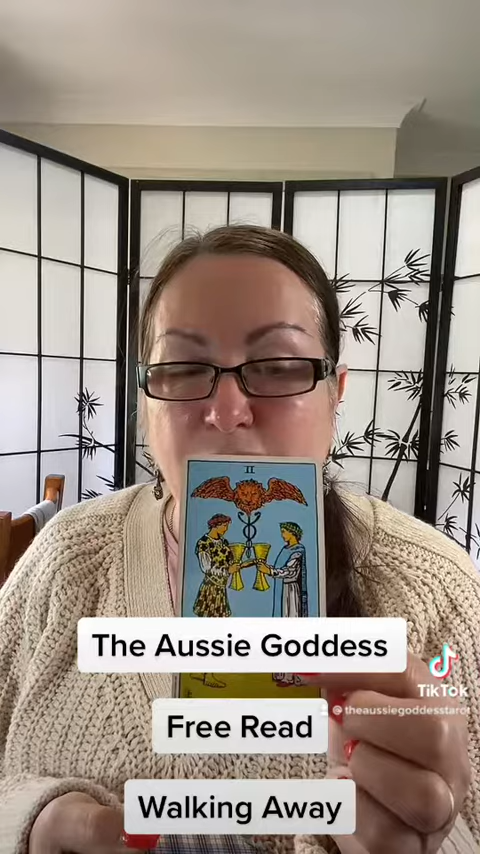 II
The Aussie Goddess
TikTok
@theaussiegoddesstarot
Free Read
Walking Away